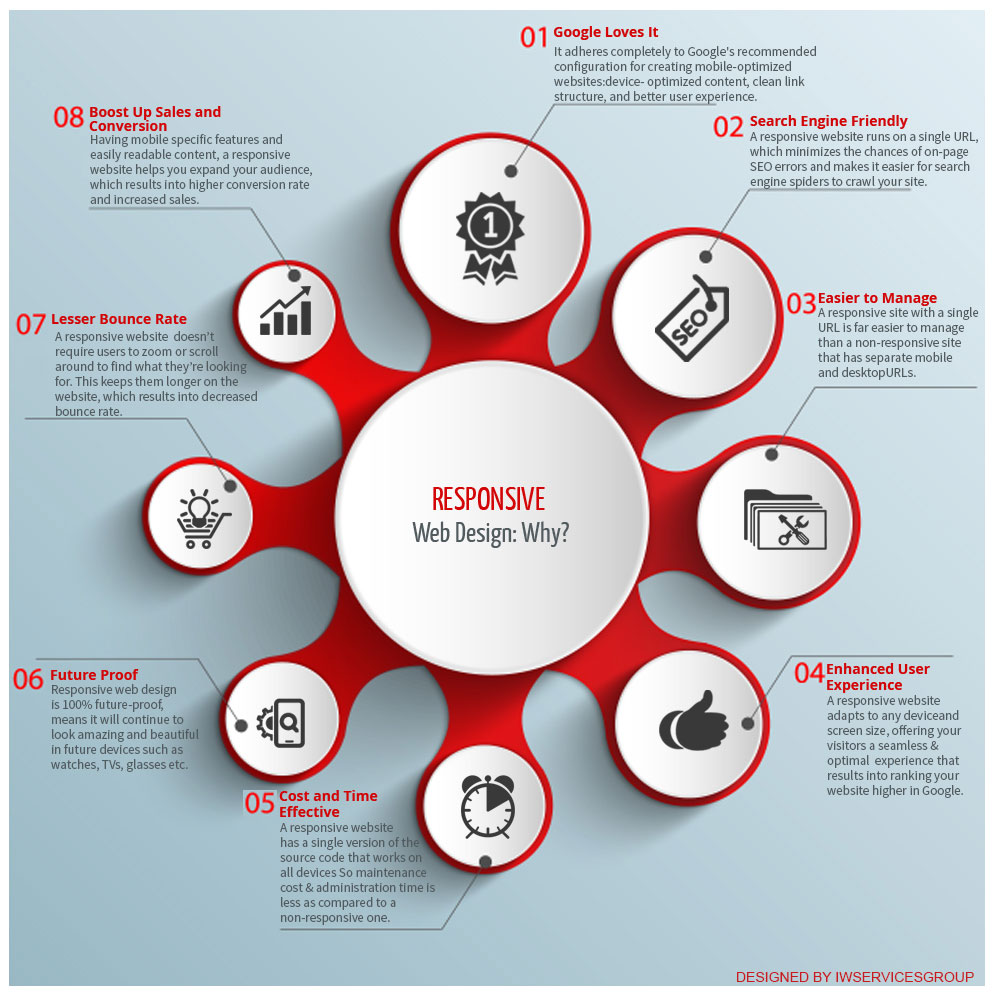 RESPONSIVE
Web Design: Why?
01 Google Loves It
It adheres completely to Google's recommended
configuration for creating mobile-optimized
websites:device- optimized content, clean link
structure, and better user experience.
1
02 Search Engine Friendly
A responsive website runs on a single URL,
which minimizes the chances of on-page
SEO errors and makes it easier for search
engine spiders to crawl your site.
SEO
03 Easier to Manage
A responsive site with a single
URL is far easier to manage
than a non-responsive site
that has separate mobile
and desktopURLs.
04 Enhanced User
Experience
A responsive website
adapts to any deviceand
screen size, offering your
visitors a seamless &
optimal experience that
results into ranking your
website higher in Google.
05 Cost and Time
Effective
A responsive website
has a single version of the
source code that works on
all devices So maintenance
cost & administration time is
less as compared to a
non-responsive one.
06 Future Proof
Responsive web design
is 100% future-proof,
means it will continue to
look amazing and beautiful
in future devices such as
watches, TVs, glasses etc.
07 Lesser Bounce Rate
A responsive website doesn't
require users to zoom or scroll
around to find what they're looking
for. This keeps them longer on the
website, which results into decreased
bounce rate.
08 Boost Up Sales and
Conversion
Having mobile specific features and
easily readable content, a responsive
website helps you expand your audience,
which results into higher conversion rate
and increased sales.
DESIGNED BY IWSERVICESGROUP